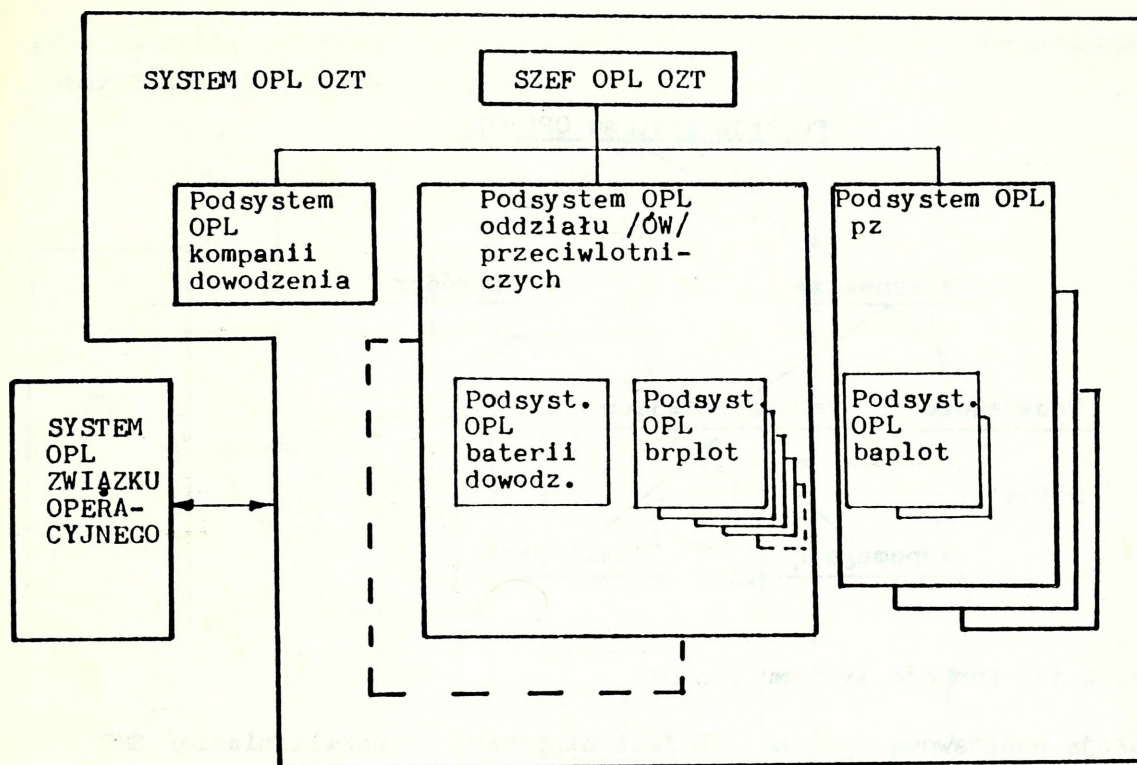 SYSTEM OPL OZT
SZEF OPL OZT
Podsystem
OPL
kompanii
dowodzenia
Podsystem OPL
oddziału /ÓW/
przeciwlotni-
czych
Podsystem OPL
pz
Podsyst.
OPL
baterii
dowodz.
Podsyst.
OPL
brplot
Podsyst.
OPL
baplot
SYSTEM
OPL
ZWIĄZKU
OPERA-
CYJNEGO